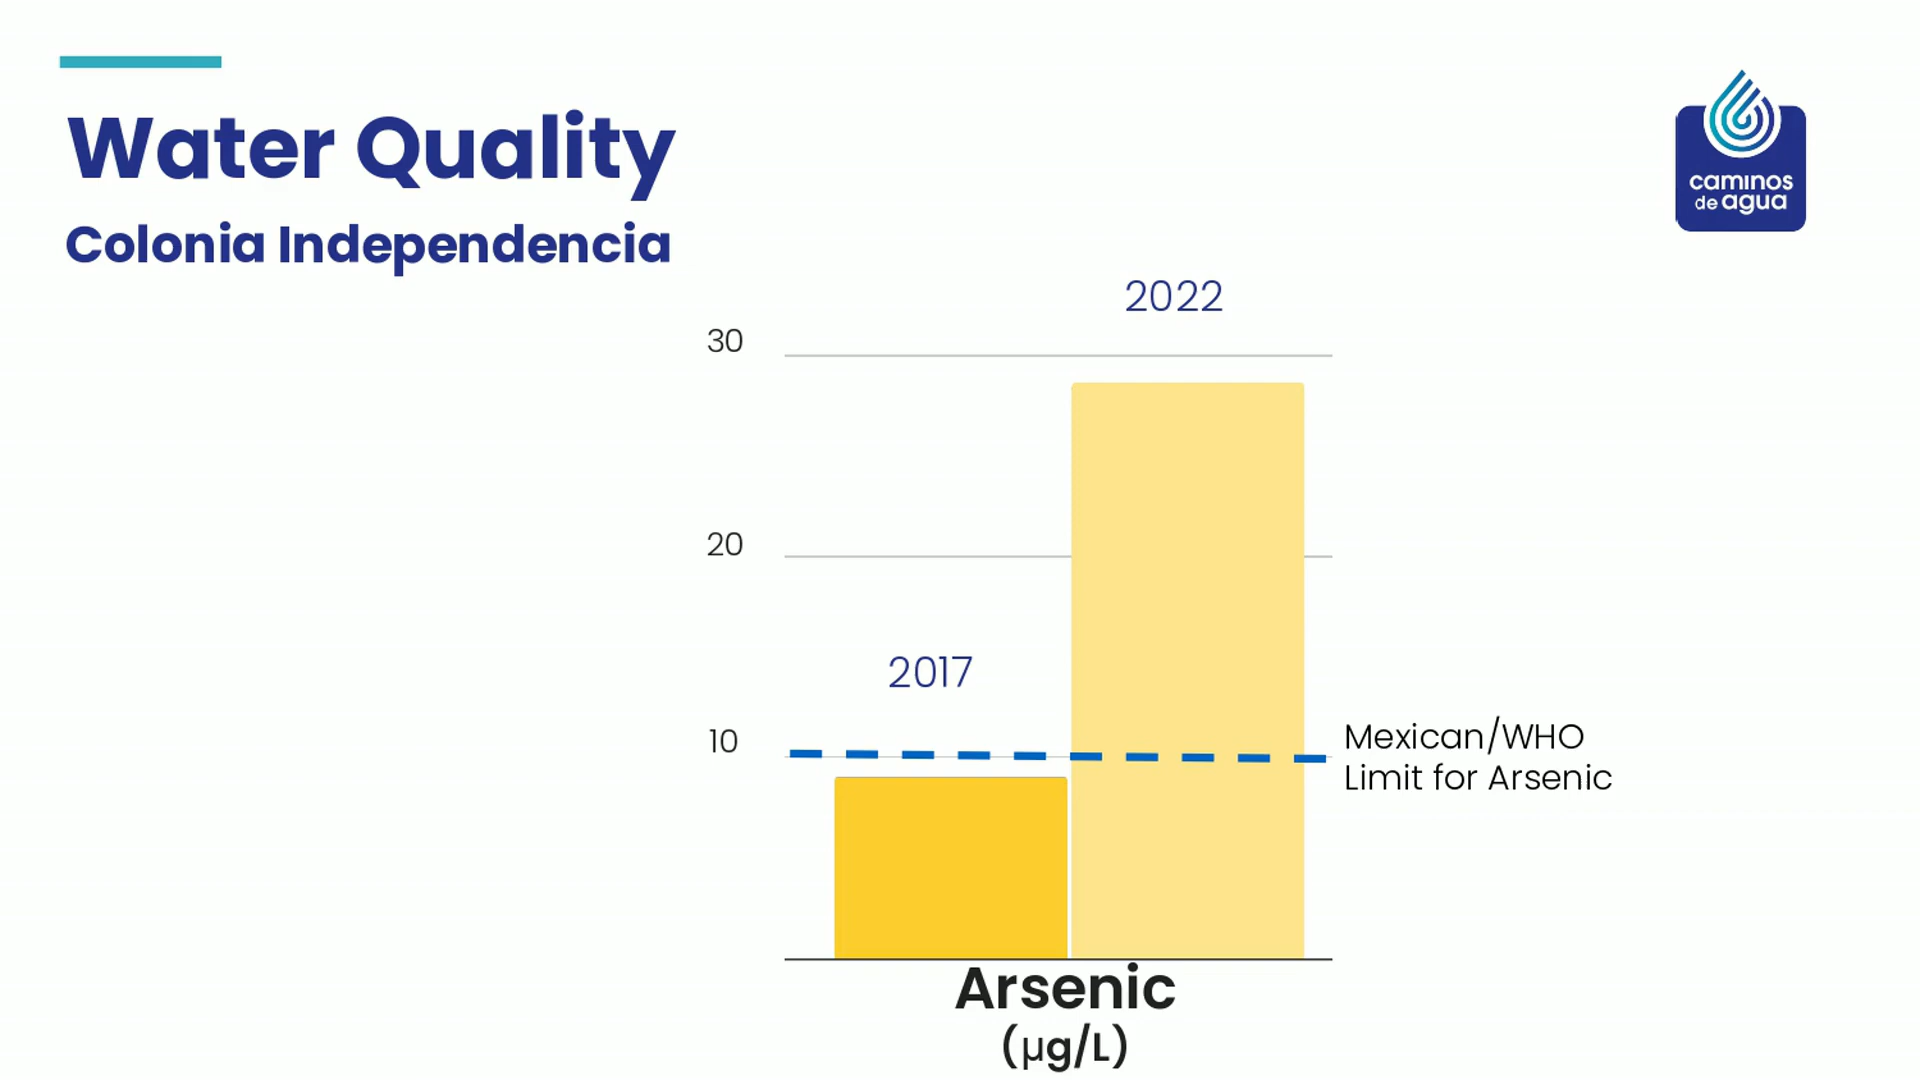 Water Quality
Colonia Independencia
caminos
de agua
2022
30
20
2017
10
Mexican/WHO
Limit for Arsenic
Arsenic
(µg/L)